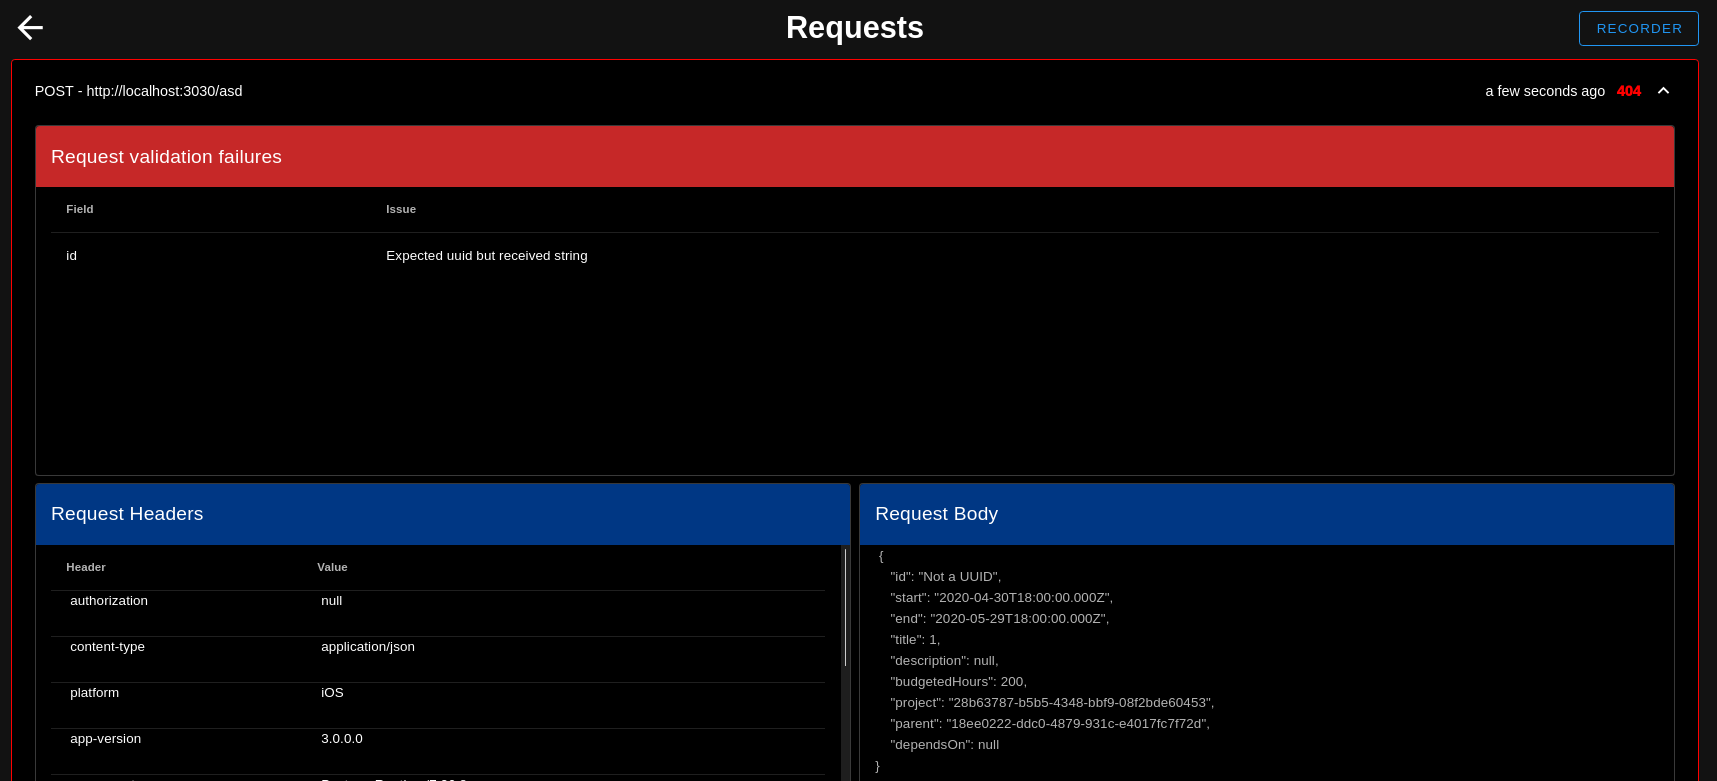 Requests
RECORDER
POST - http://localhost:3030/asd
a few seconds ago 404
Request validation failures
Field Issue
id Expected uuid but received string
Request Headers
Header Value
authorization null
content-type application/json
platform iOS
app-version 3.0.0.0
Request Body
{
"id": "Not a UUID",
"start": "2020-04-30T18:00:00.000Z",
"end": "2020-05-29T18:00:00.000Z",
"title": 1,
"description": null,
"budgetedHours": 200,
"project": "28b63787-b5b5-4348-bbf9-08f2bde60453",
"parent": "18ee0222-ddc0-4879-931c-e4017fc7f72d",
"dependsOn": null
}